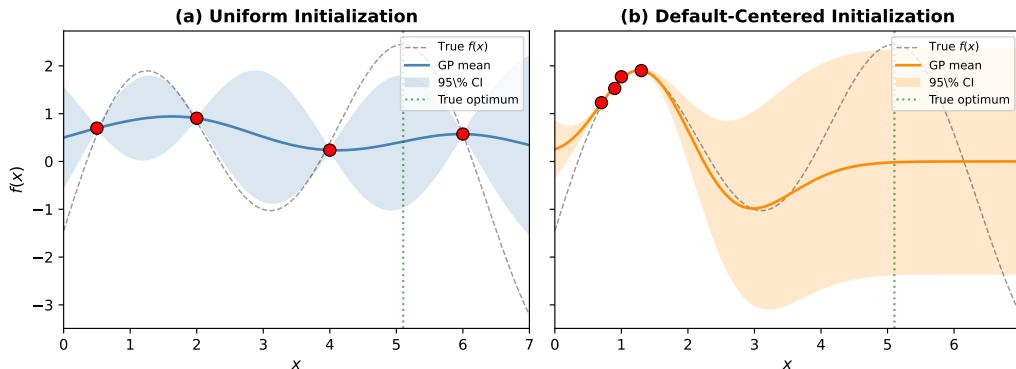 (a) Uniform Initialization
(b) Default-Centered Initialization
True f(x)
GP mean
95\% CI
True optimum
True f(x)
GP mean
95\% CI
True optimum
f(x)
2
1
0
−1
−2
−3
0 1 2 3 4 5 6 7
x
0 1 2 3 4 5 6
x